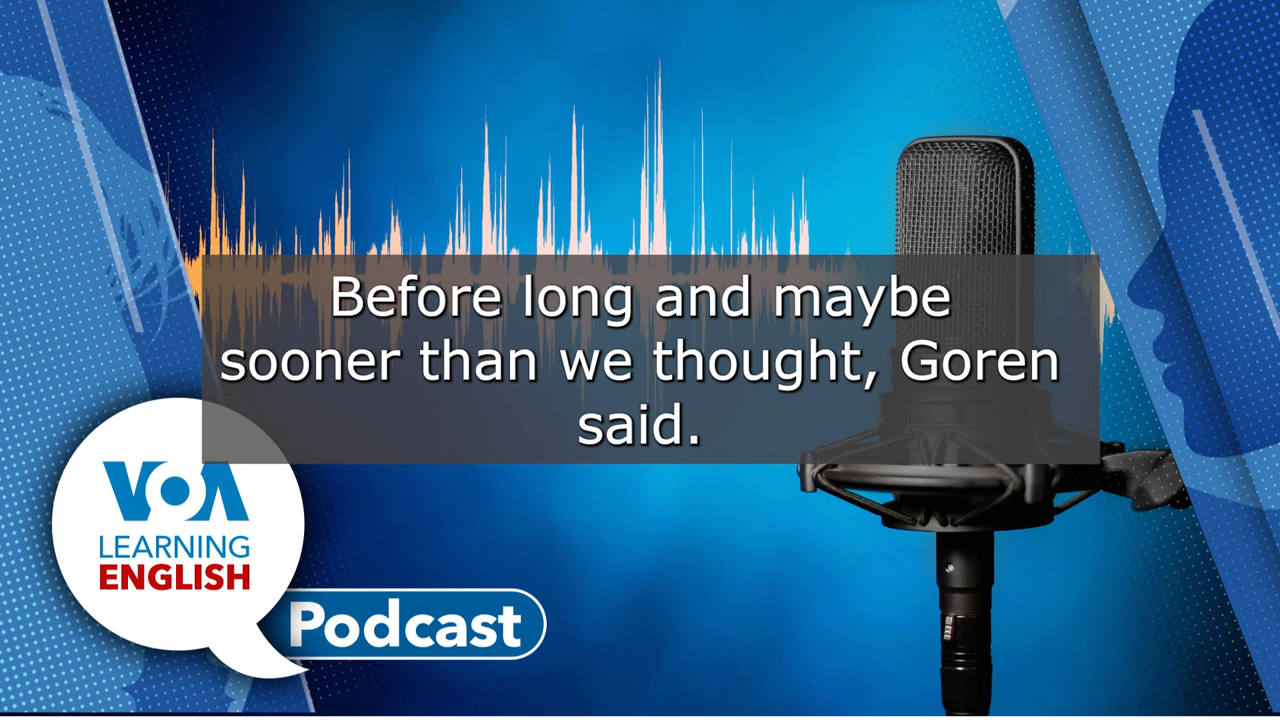 Before long and maybe
sooner than we thought, Goren
said.
VOA
LEARNING
ENGLISH
Podcast